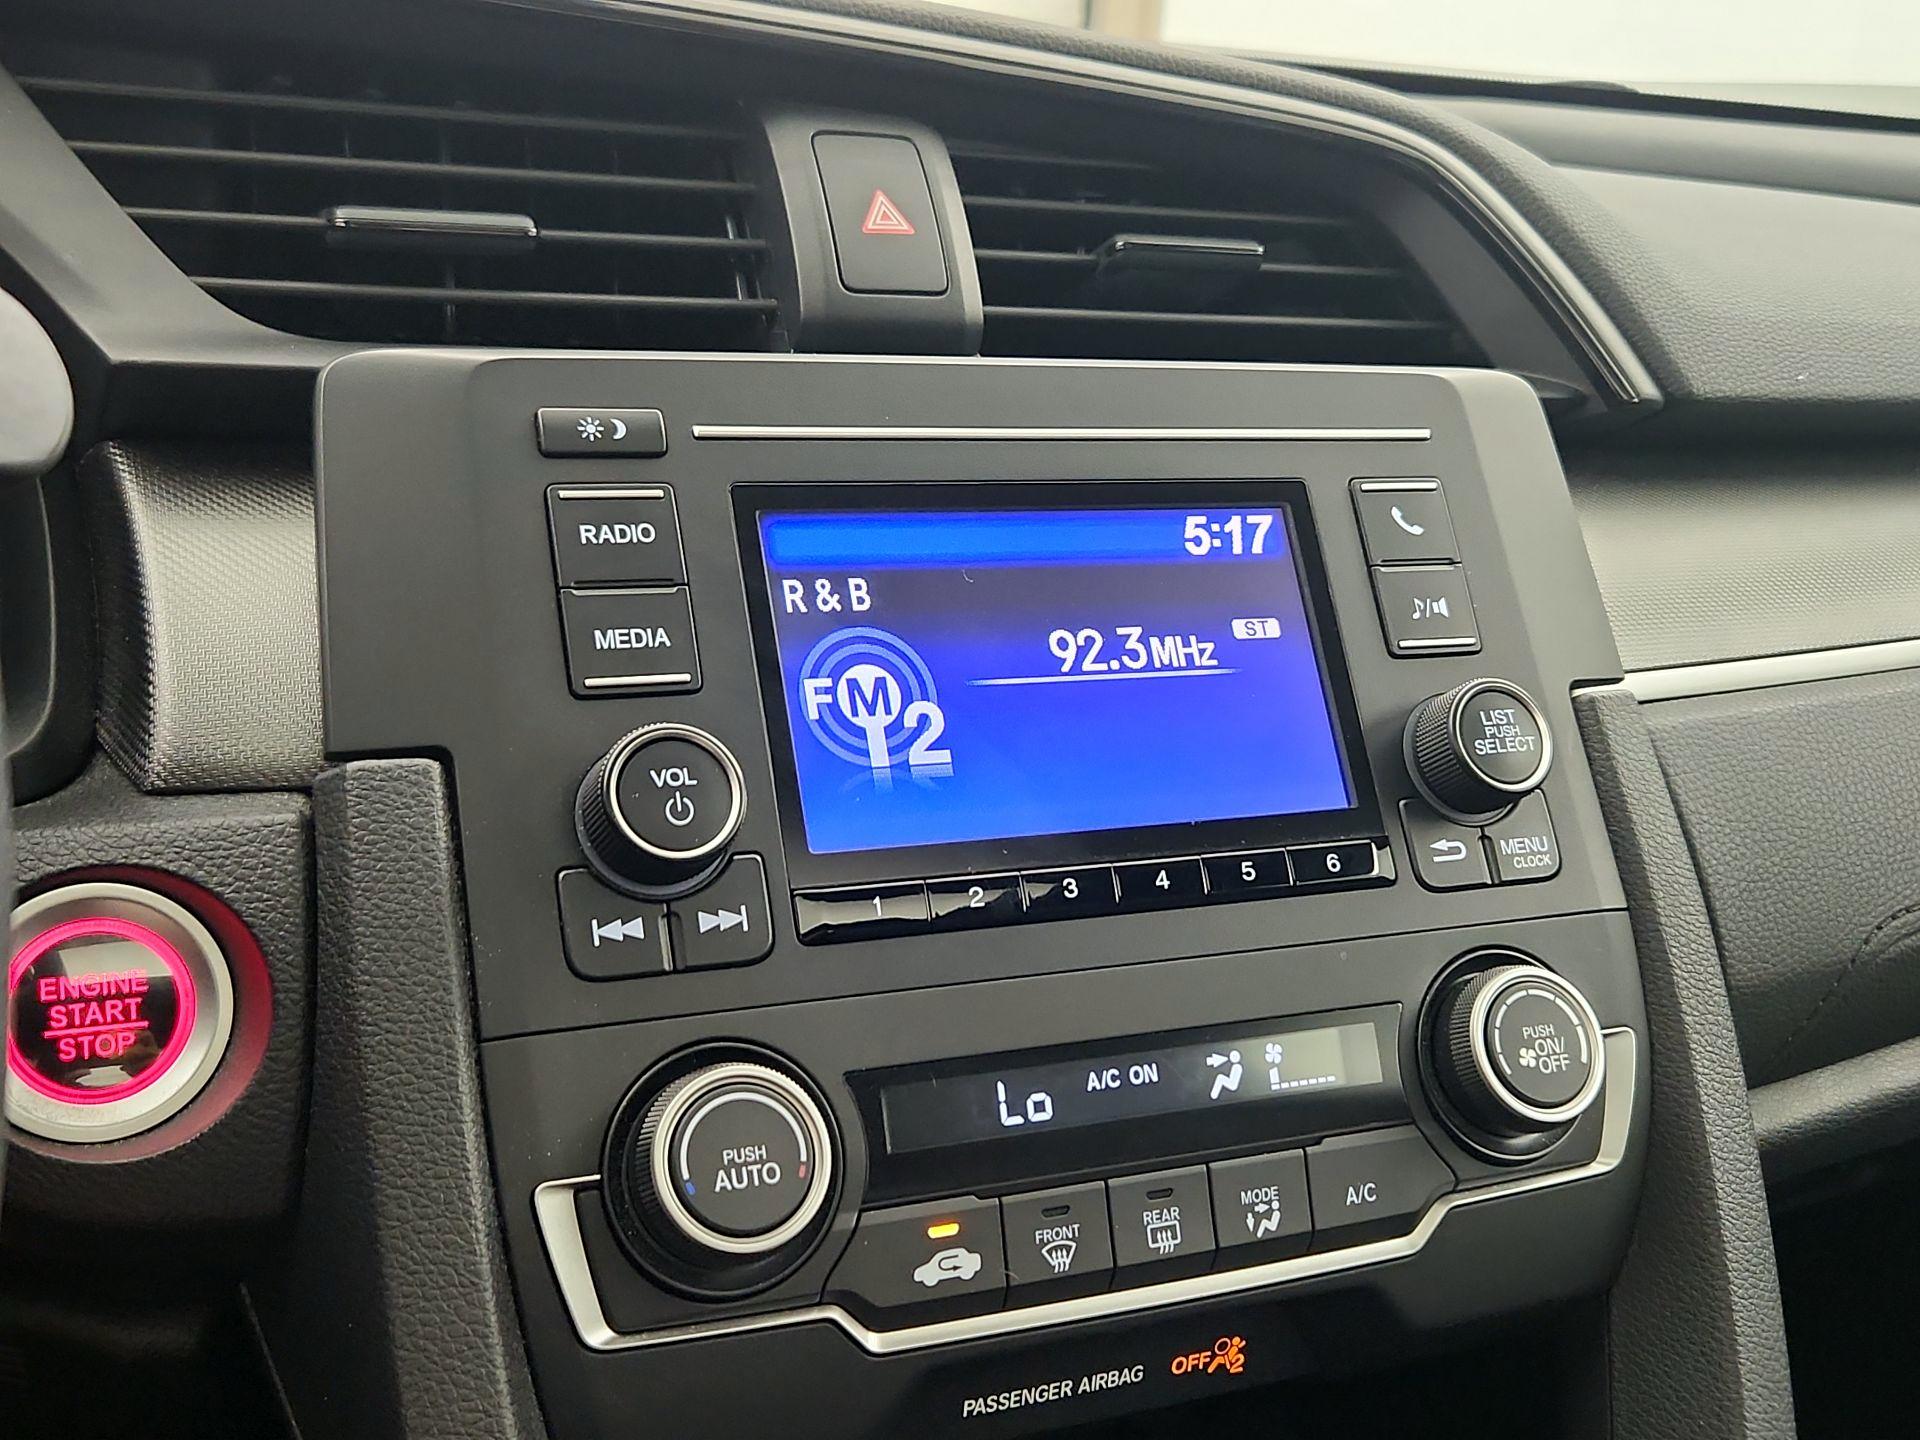 5:17
RADIO
R & B
92.3MHz
ST
MEDIA
FM2
♪/
LIST
PUSH
SELECT
VOL
MENU
CLOCK
1 2 3 4 5 6
ENGINE
START
STOP
PUSH
ON/
OFF
Lo A/C ON
PUSH
AUTO
FRONT
REAR
MODE
A/C
PASSENGER AIRBAG OFF 2